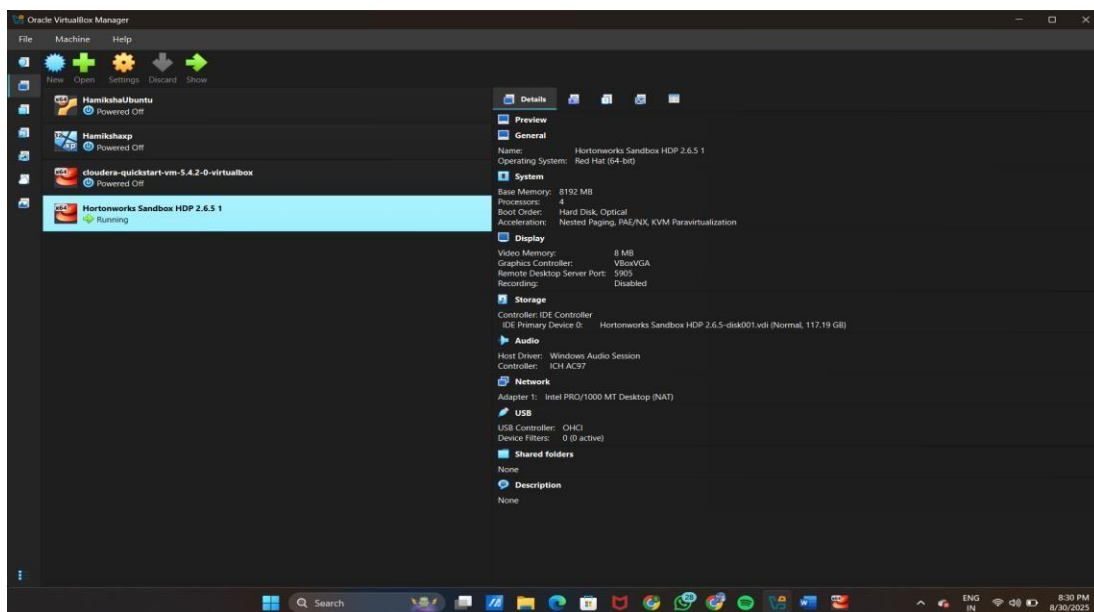 Oracle VirtualBox Manager
File Machine Help
New Open Settings Discard Show
HamikshaUbuntu
Powered Off
Hamikshaxp
Powered Off
cloudera-quickstart-vm-5.4.2-0-virtualbox
Powered Off
Hortonworks Sandbox HDP 2.6.5 1
Running
Details
Preview
General
Name: Hortonworks Sandbox HDP 2.6.5 1
Operating System: Red Hat (64-bit)
System
Base Memory: 8192 MB
Processors: 4
Boot Order: Hard Disk, Optical
Acceleration: Nested Paging, PAE/NX, KVM Paravirtualization
Display
Video Memory: 8 MB
Graphics Controller: VBoxVGA
Remote Desktop Server Port: 5905
Recording: Disabled
Storage
Controller: IDE Controller
IDE Primary Device 0: Hortonworks Sandbox HDP 2.6.5-disk001.vdi (Normal, 117.19 GB)
Audio
Host Driver: Windows Audio Session
Controller: ICH AC97
Network
Adapter 1: Intel PRO/1000 MT Desktop (NAT)
USB
USB Controller: OHCI
Device Filters: 0 (0 active)
Shared folders
None
Description
None
Search
28
ENG
IN
8:30 PM
8/30/2025